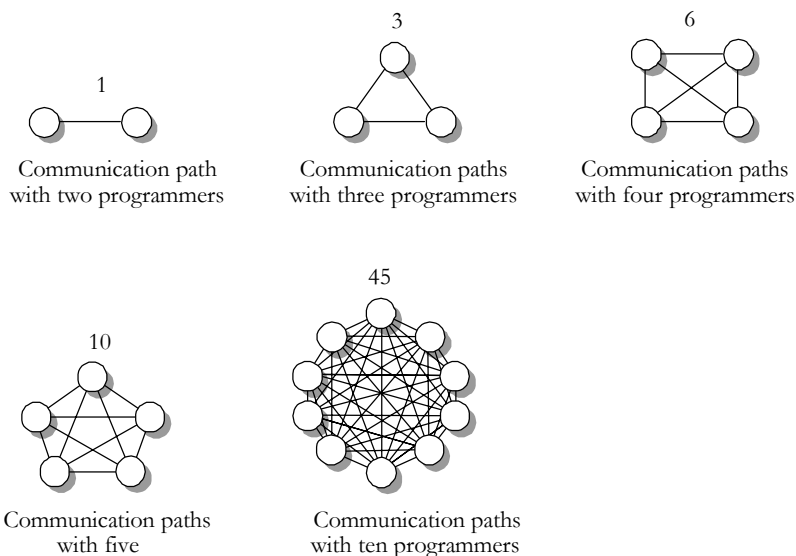 1
Communication path
with two programmers
3
Communication paths
with three programmers
6
Communication paths
with four programmers
10
Communication paths
with five
45
Communication paths
with ten programmers